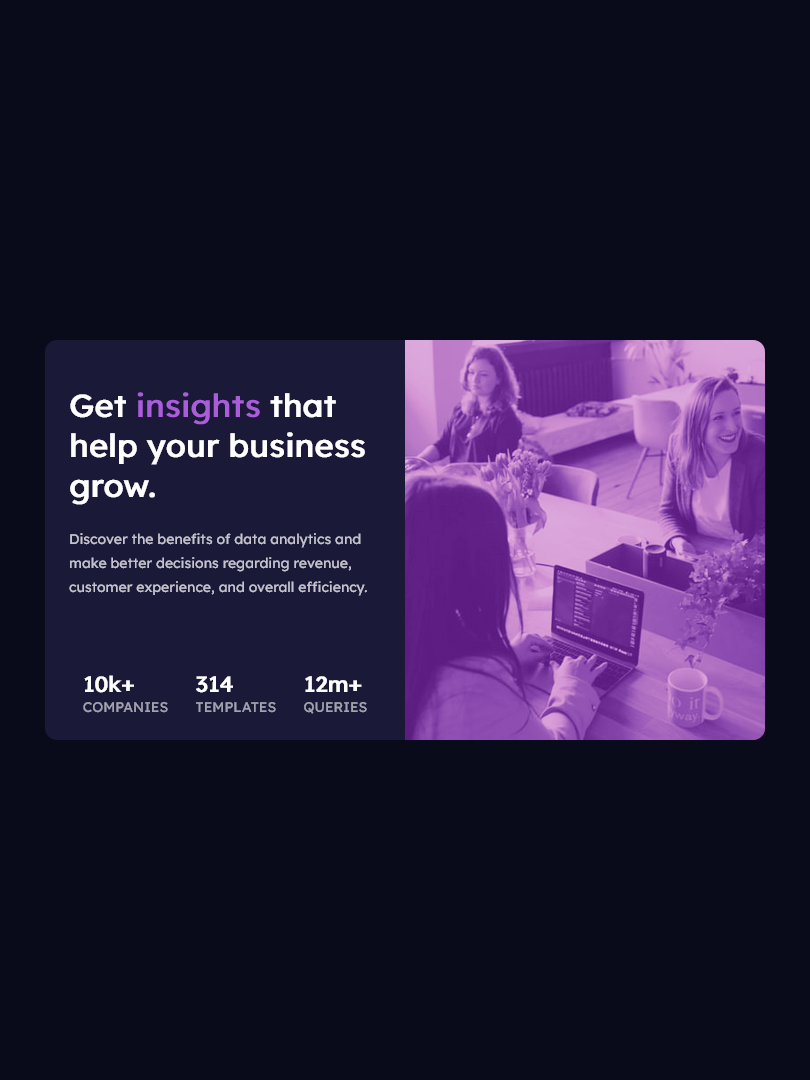 Get insights that
help your business
grow.
Discover the benefits of data analytics and
make better decisions regarding revenue,
customer experience, and overall efficiency.
10k+ 314 12m+
COMPANIES TEMPLATES QUERIES